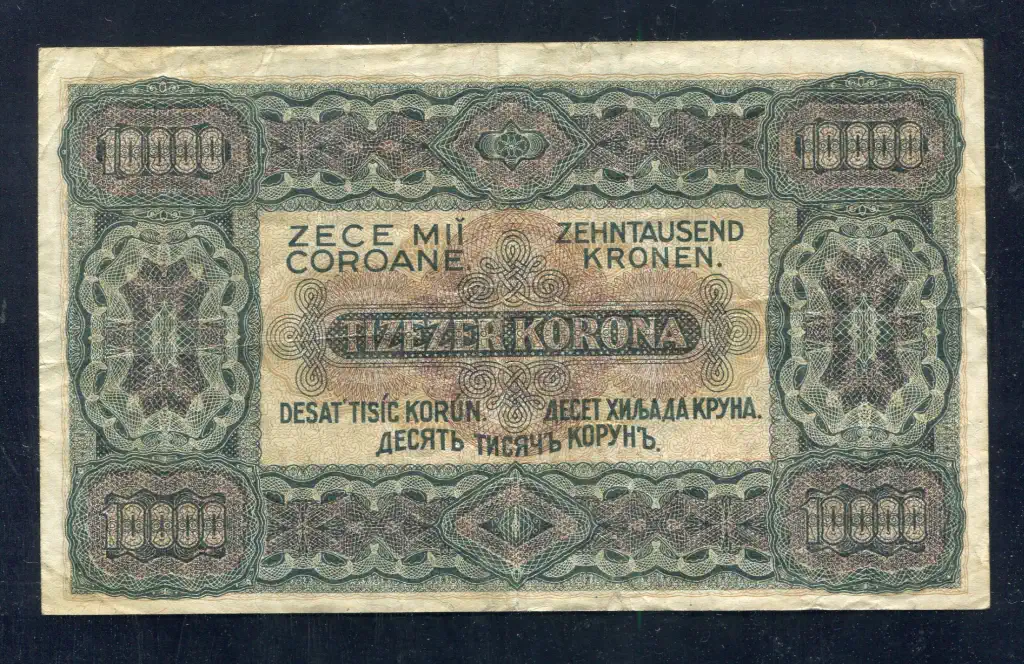 10000
10000
ZECE MIĬ
COROANE.
ZEHNTAUSEND
KRONEN.
TIZEZER KORONA
DESAT' TISÍC KORÚN.
ДЕСЕТ ХИЉАДА КРУНА.
ДЕСЯТЬ ТИСЯЧЪ КОРУНЪ.
10000
10000